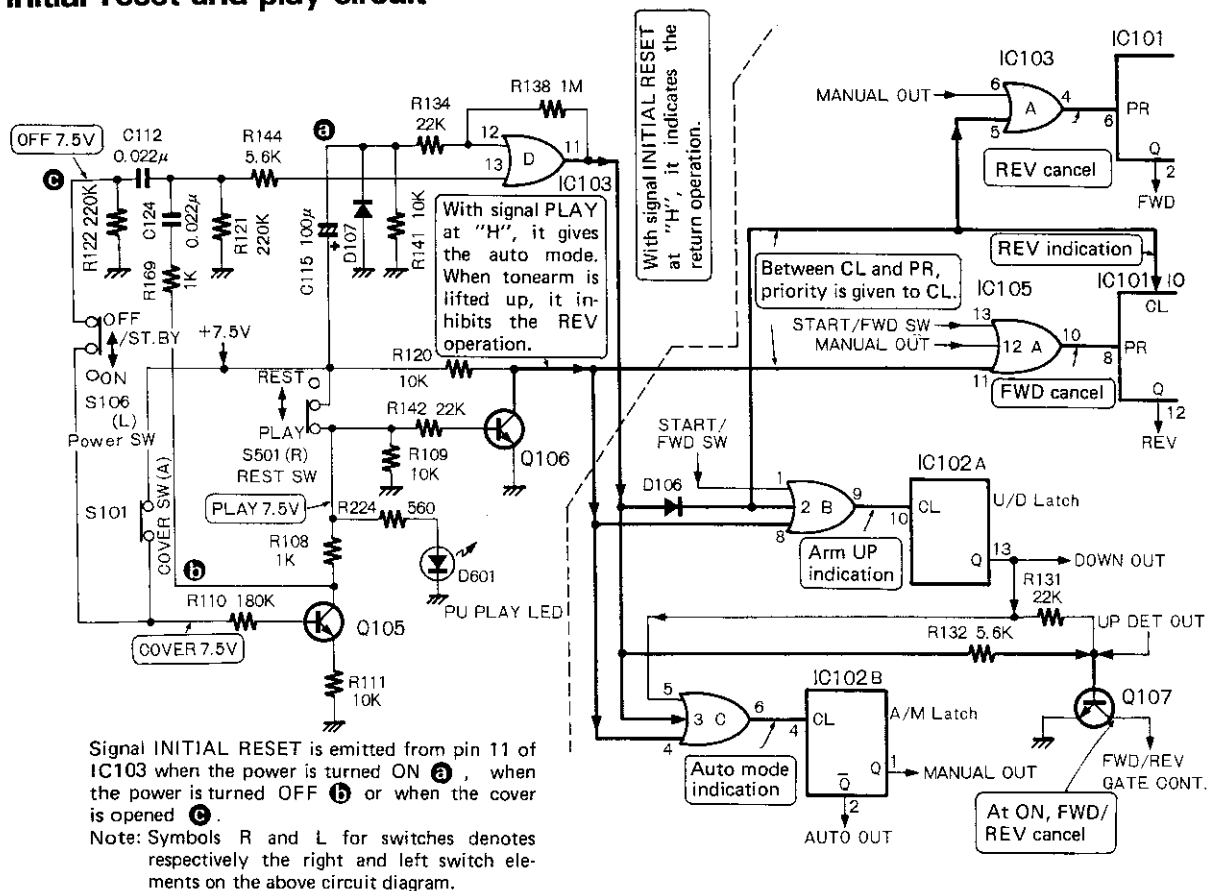 Initial reset and play circuit
OFF 7.5V
C112
0.022μ
R144
5.6K
a
R134
22K
R138 1M
12
13
D
11
IC103
c
R122 220K
C124
0.022μ
R169
1K
R121
220K
C115 100μ
+
D107
R141 10K
With signal PLAY
at "H", it gives
the auto mode.
When tonearm is
lifted up, it in-
hibits the REV
operation.
With signal INITIAL RESET
at "H", it indicates the
return operation.
IC103
IC101
MANUAL OUT
6
5
A
4
6
PR
Q
2
FWD
REV cancel
REV indication
Between CL and PR,
priority is given to CL.
IC105
IC101
10
CL
START/FWD SW
MANUAL OUT
13
12 A
11
10
8
PR
FWD cancel
Q
12
REV
OFF
/ST.BY
ON
S106
(L)
Power SW
+7.5V
REST
PLAY
S501 (R)
REST SW
R120
10K
R142 22K
R109
10K
Q106
S101
COVER SW (A)
PLAY 7.5V
R224
560
R108
1K
D601
PU PLAY LED
b
R110 180K
Q105
COVER 7.5V
R111
10K
START/
FWD SW
D106
1
2 B
8
9
IC102A
10
CL
U/D Latch
Q
13
DOWN OUT
Arm UP
indication
R131
22K
UP DET OUT
R132 5.6K
5
3 C
4
6
IC102B
4
CL
A/M Latch
Q
1
MANUAL OUT
Q̅
2
AUTO OUT
Auto mode
indication
Q107
FWD/REV
GATE CONT.
At ON, FWD/
REV cancel
Signal INITIAL RESET is emitted from pin 11 of
IC103 when the power is turned ON a , when
the power is turned OFF b or when the cover
is opened c .
Note: Symbols R and L for switches denotes
respectively the right and left switch ele-
ments on the above circuit diagram.